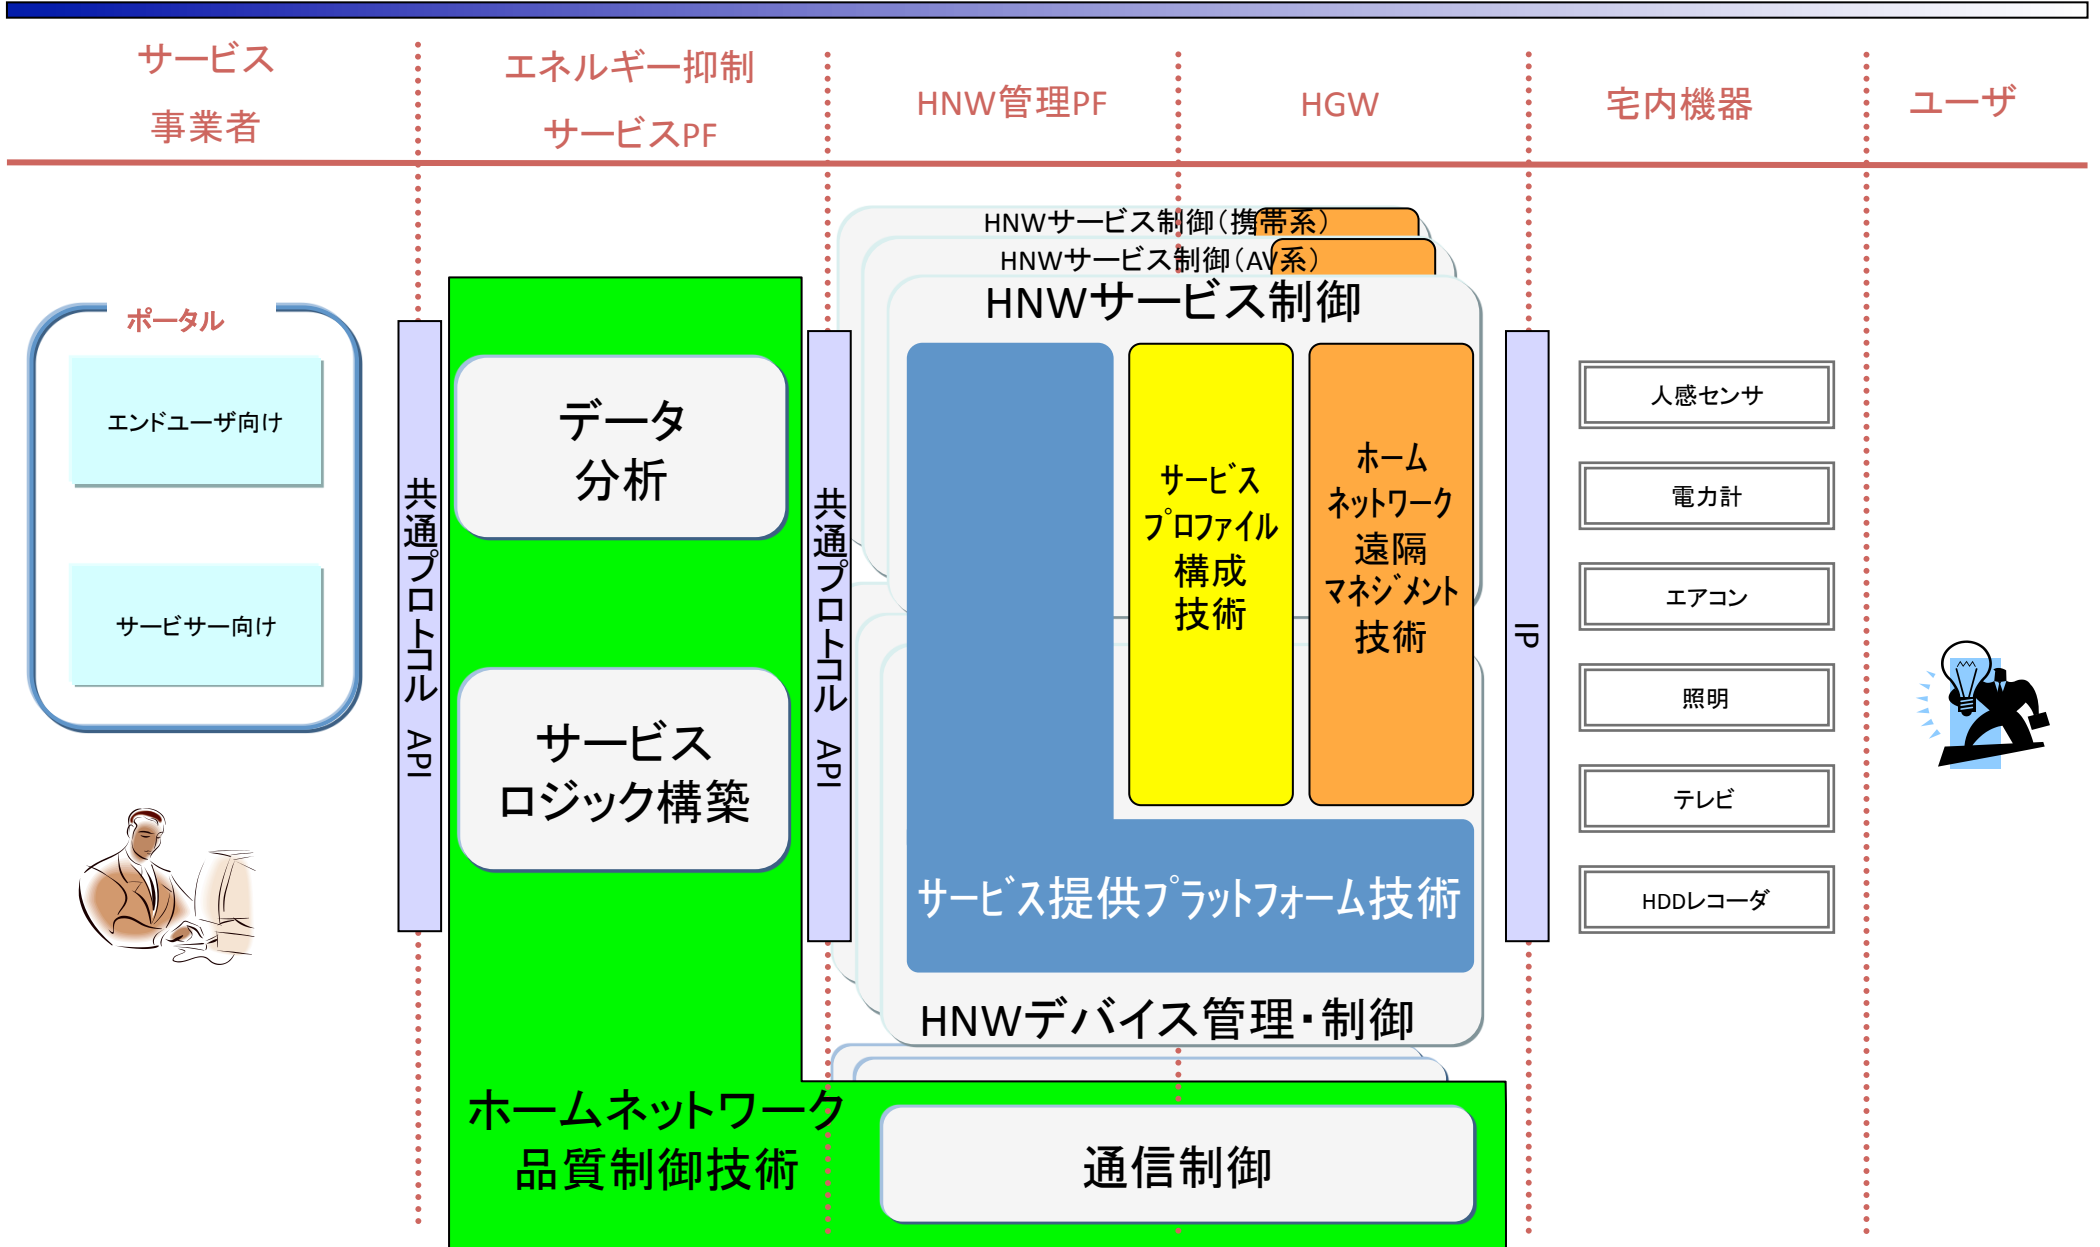 サービス
事業者
エネルギー抑制
サービスPF
HNW管理PF
HGW
宅内機器
ユーザ
HNWサービス制御（携帯系）
HNWサービス制御（AV系）
HNWサービス制御
ポータル
エンドユーザ向け
サービサー向け
共通プロトコル API
データ
分析
サービス
ロジック構築
共通プロトコル API
サービス
プロファイル
構成
技術
ホーム
ネットワーク
遠隔
マネジメント
技術
サービス提供プラットフォーム技術
HNWデバイス管理・制御
ホームネットワーク
品質制御技術
通信制御
IP
人感センサ
電力計
エアコン
照明
テレビ
HDDレコーダ